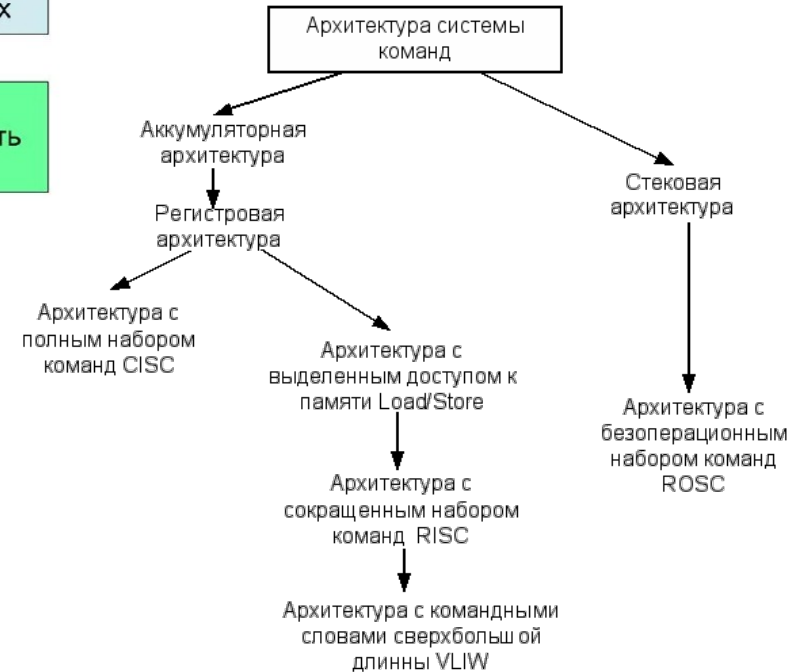 х
ть
Архитектура системы
команд
Аккумуляторная
архитектура
Стековая
архитектура
Регистровая
архитектура
Архитектура с
полным набором
команд CISC
Архитектура с
выделенным доступом к
памяти Load/Store
Архитектура с
безоперационным
набором команд
ROSC
Архитектура с
сокращенным набором
команд RISC
Архитектура с командными
словами сверхбольш ой
длинны VLIW